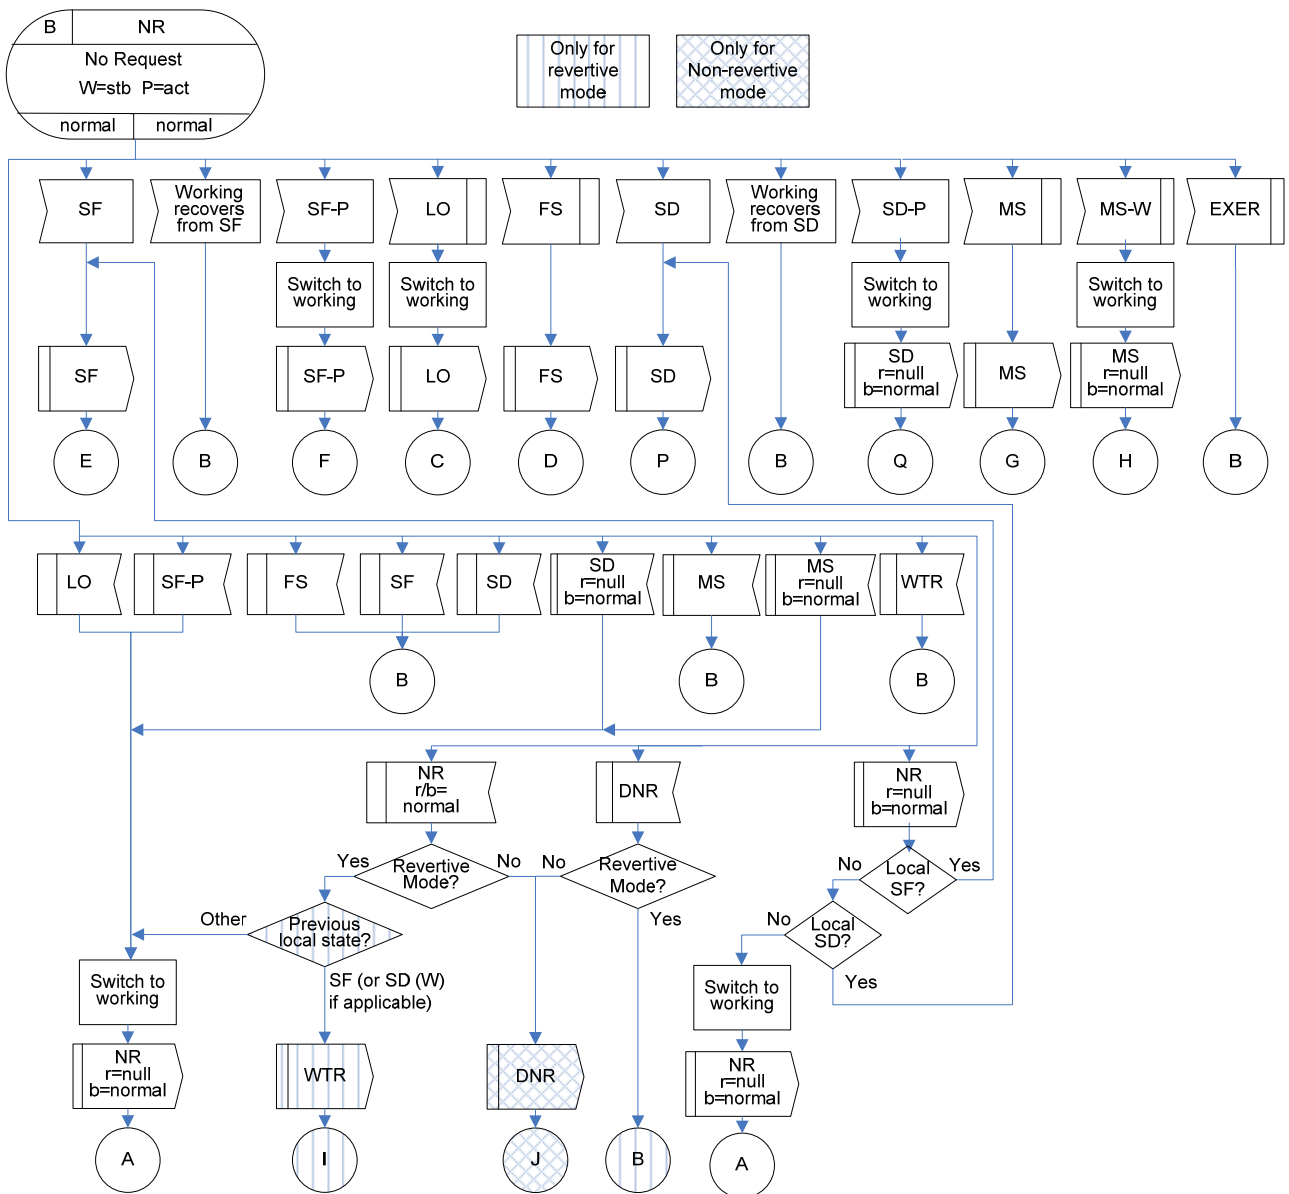 B NR
No Request
W=stb P=act
normal normal
Only for
revertive
mode
Only for
Non-revertive
mode
SF
Working
recovers
from SF
SF-P
LO
FS
SD
Working
recovers
from SD
SD-P
MS
MS-W
EXER
Switch to
working
Switch to
working
Switch to
working
Switch to
working
SF
SF-P
LO
FS
SD
SD
r=null
b=normal
MS
MS
r=null
b=normal
E
B
F
C
D
P
B
Q
G
H
B
LO
SF-P
FS
SF
SD
SD
r=null
b=normal
MS
MS
r=null
b=normal
WTR
B
B
B
NR
r/b=
normal
DNR
NR
r=null
b=normal
Yes
Revertive
Mode?
No
No
Revertive
Mode?
Yes
No
Local
SF?
Yes
Other
Previous
local state?
No
Local
SD?
Yes
SF (or SD (W)
if applicable)
Switch to
working
Switch to
working
NR
r=null
b=normal
WTR
DNR
NR
r=null
b=normal
A
I
J
B
A